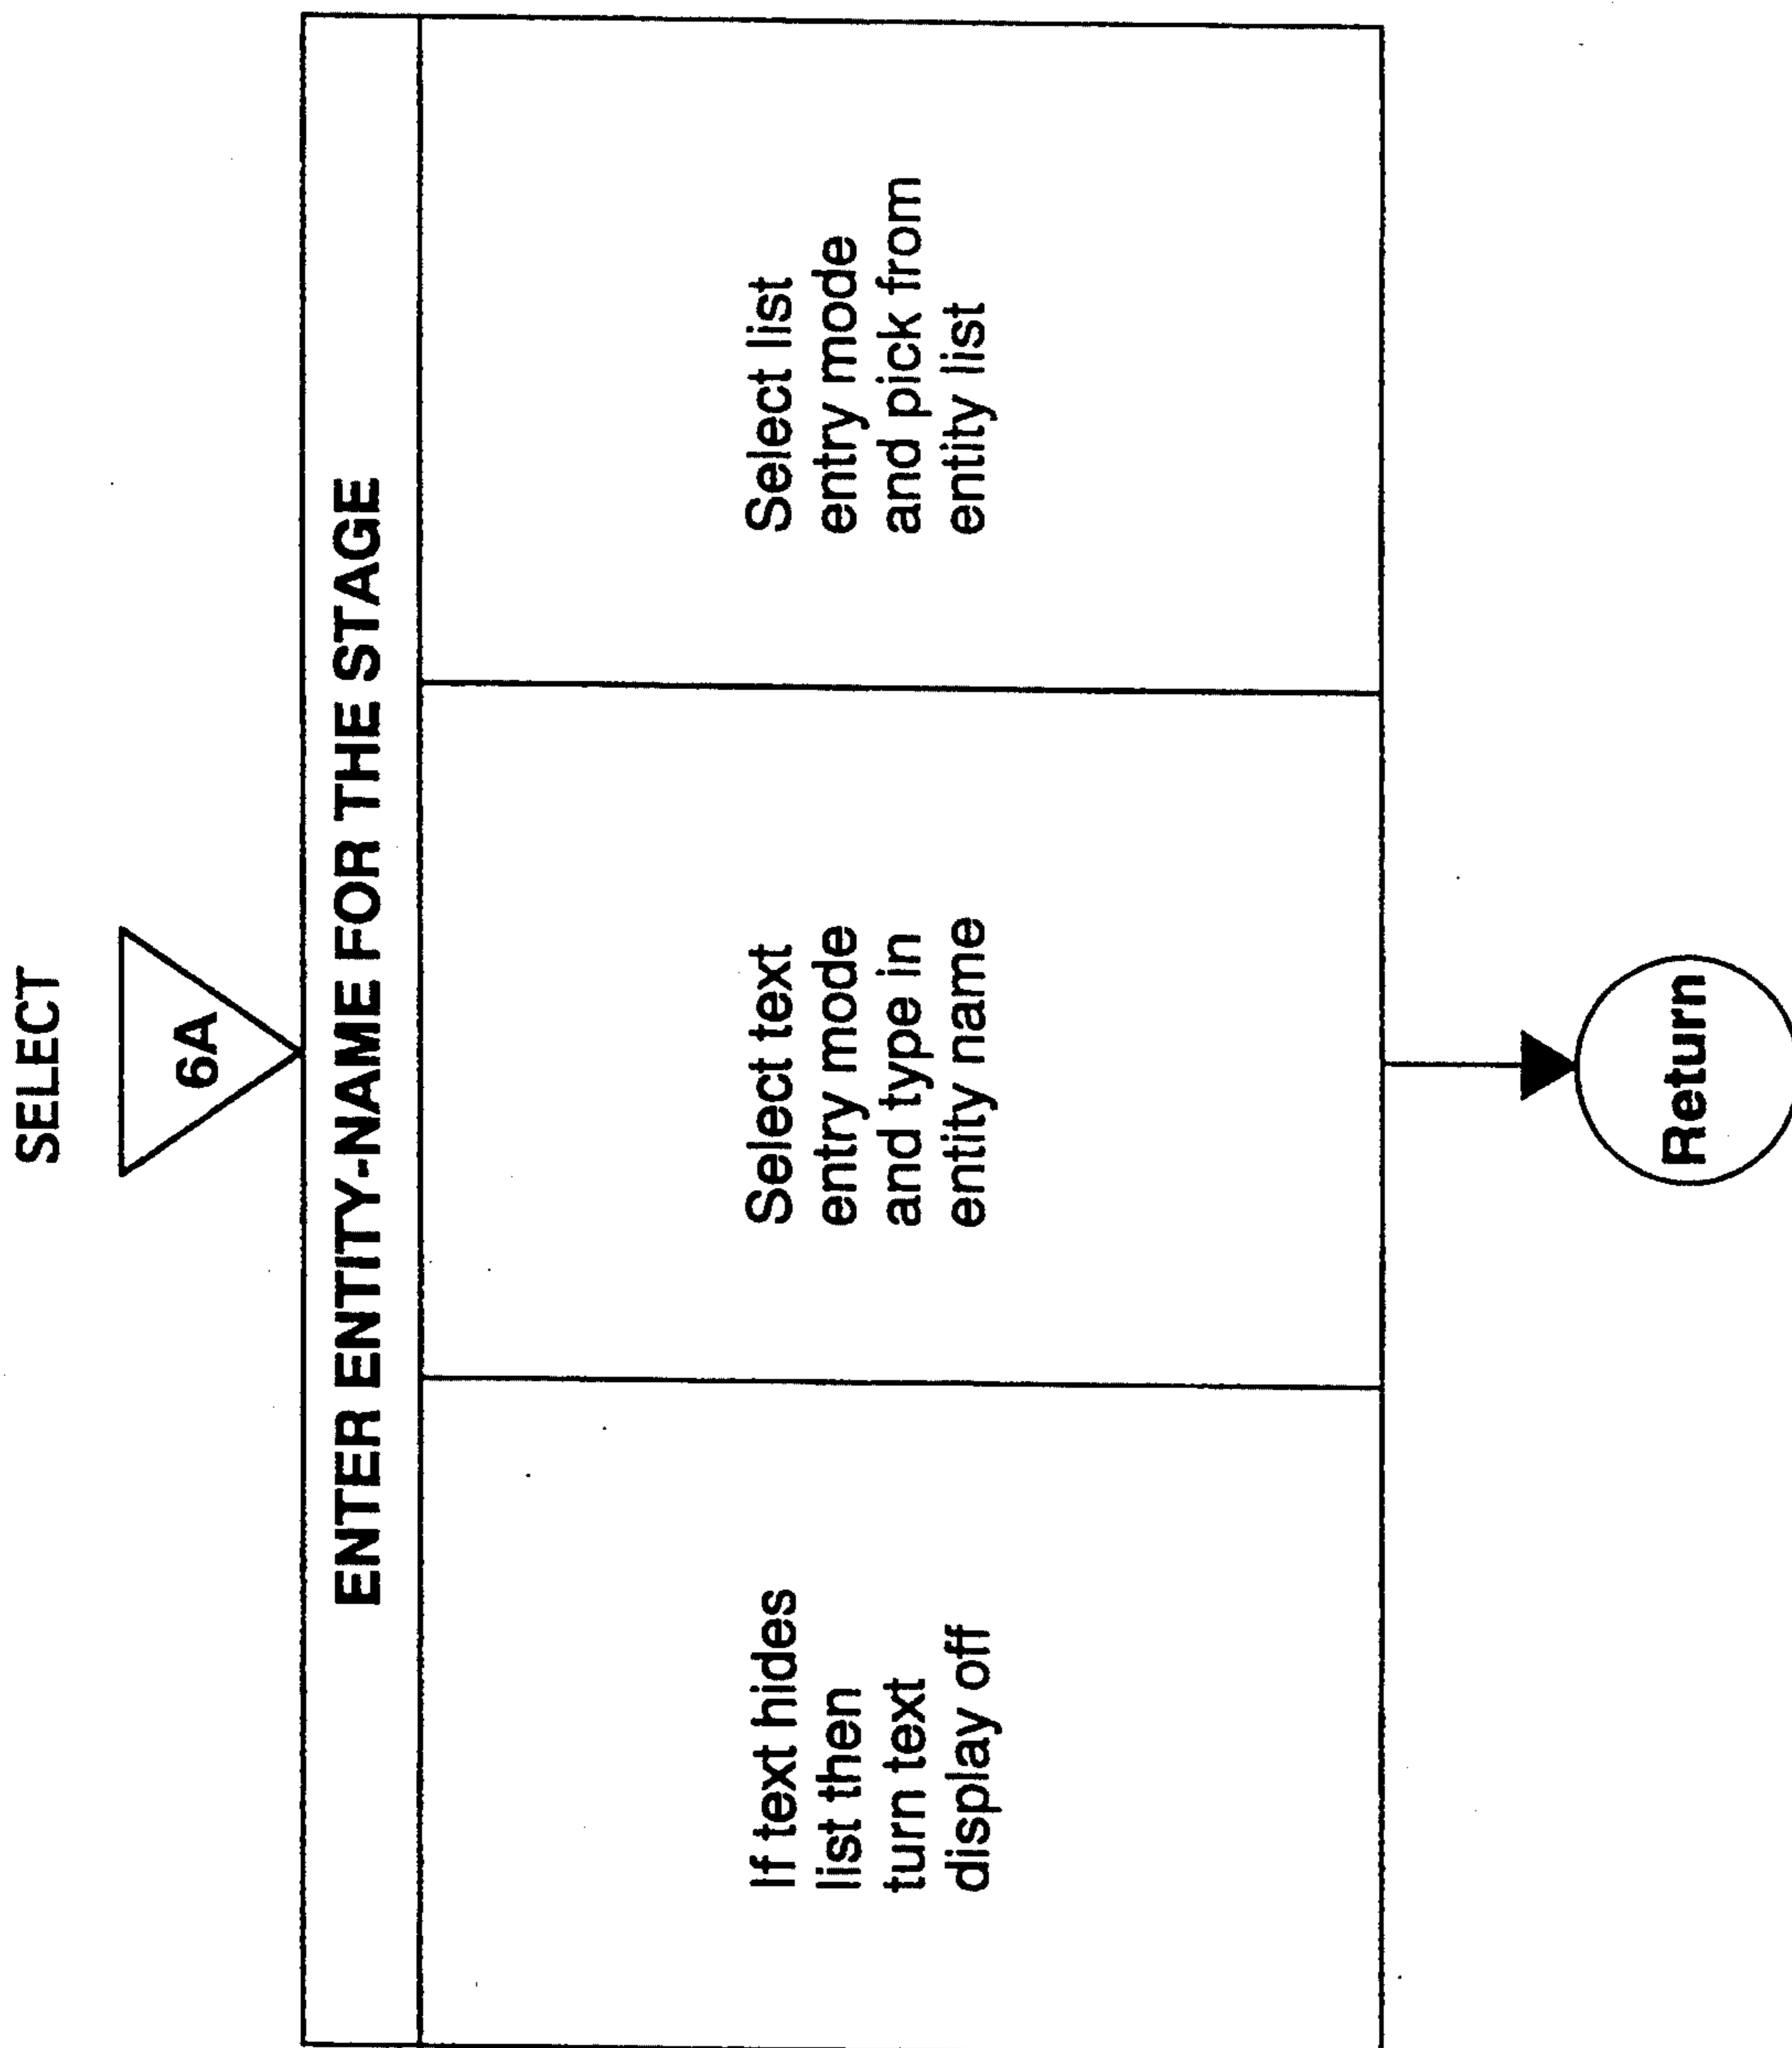 SELECT
6A
ENTER ENTITY-NAME FOR THE STAGE
If text hides
list then
turn text
display off
Select text
entry mode
and type in
entity name
Select list
entry mode
and pick from
entity list
Return